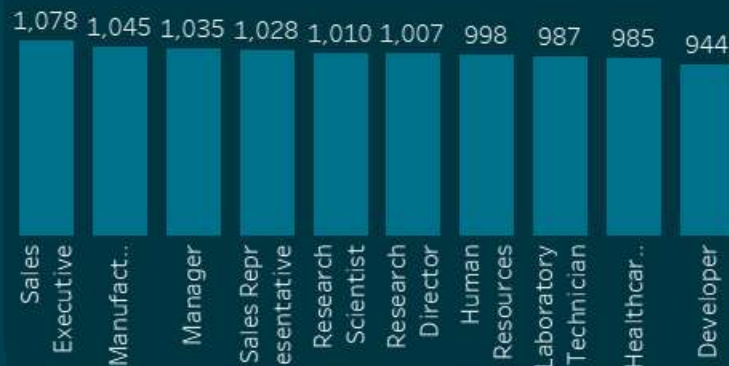 1,078 1,045 1,035 1,028 1,010 1,007 998 987 985 944
Sales
Executive
Manufact..
Manager
Sales Repr
esentative
Research
Scientist
Research
Director
Human
Resources
Laboratory
Technician
Healthcar...
Developer